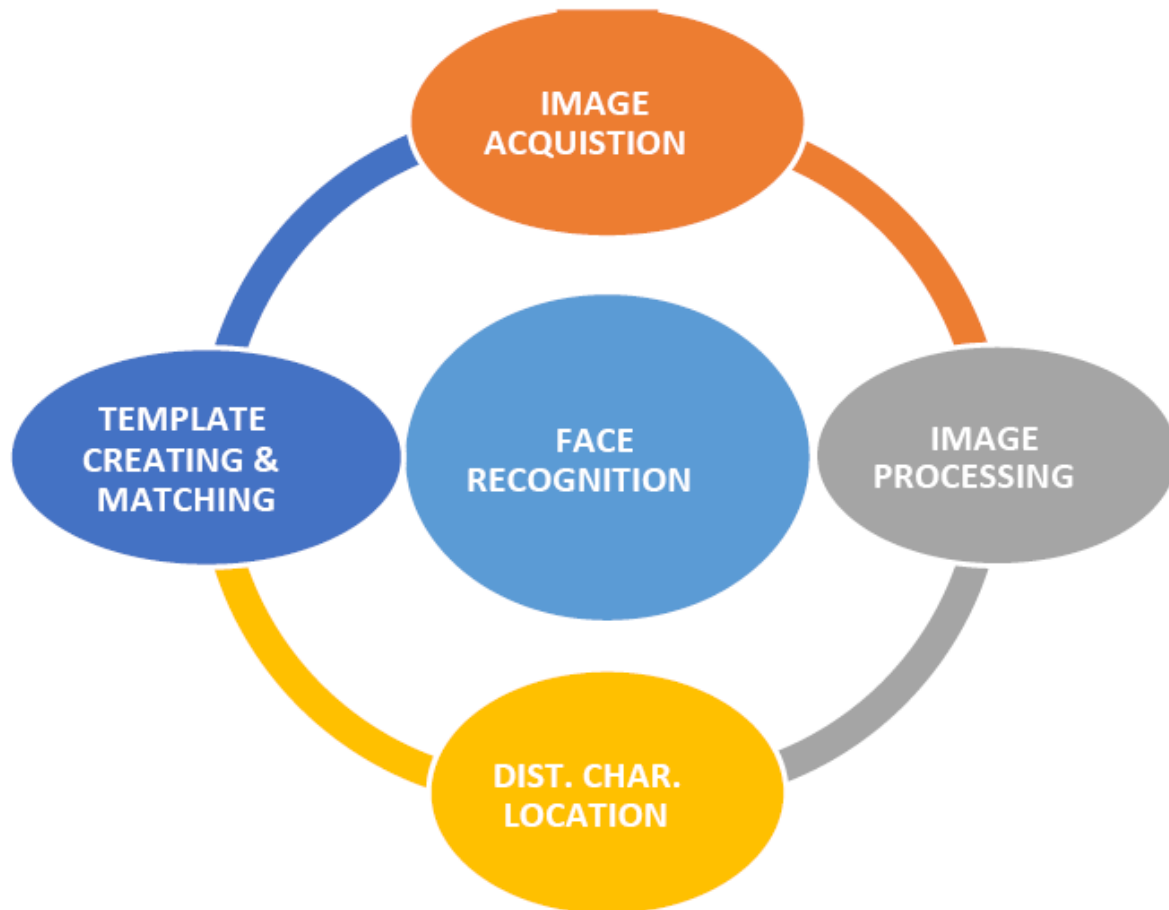 IMAGE
ACQUISTION
TEMPLATE
CREATING &
MATCHING
FACE
RECOGNITION
IMAGE
PROCESSING
DIST. CHAR.
LOCATION